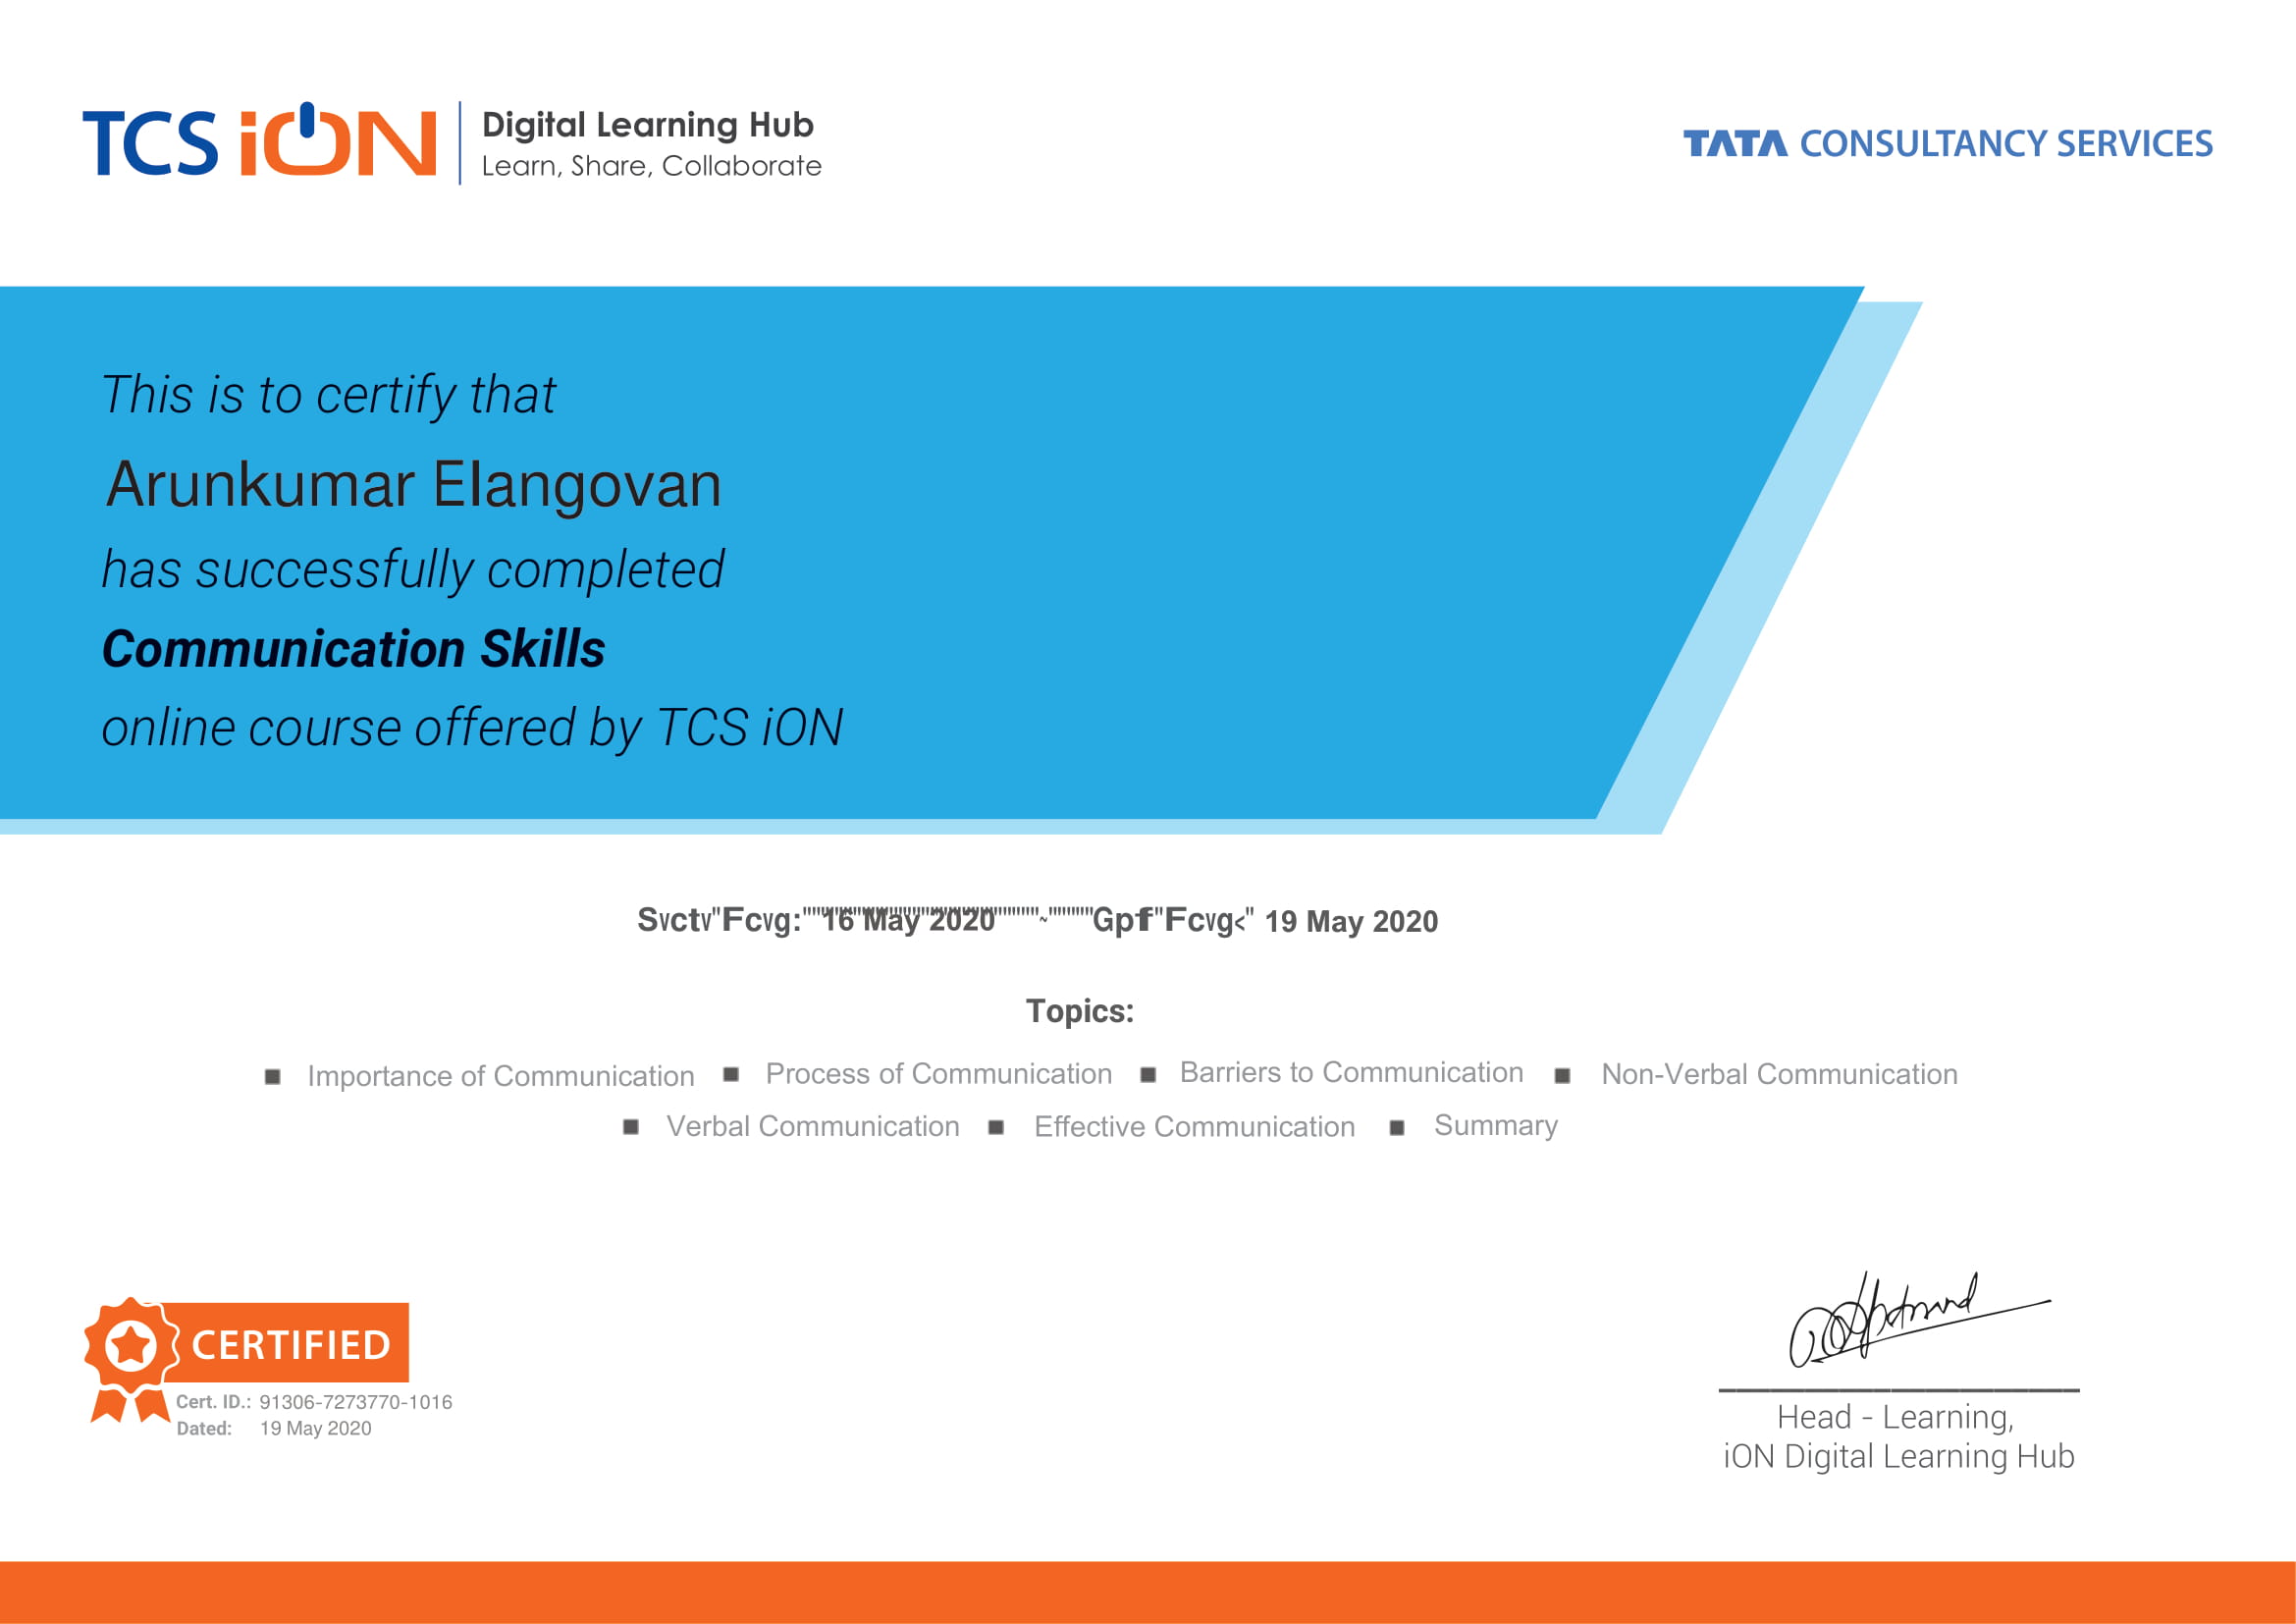 TCS iON
Digital Learning Hub
Learn, Share, Collaborate
TATA CONSULTANCY SERVICES
This is to certify that
Arunkumar Elangovan
has successfully completed
Communication Skills
online course offered by TCS iON
Svctv"Fcvg: 16 May 2020 ~ Gpf"Fcvg<" 19 May 2020
Topics:
Importance of Communication Process of Communication Barriers to Communication Non-Verbal Communication
Verbal Communication Effective Communication Summary
CERTIFIED
Cert. ID.: 91306-7273770-1016
Dated: 19 May 2020
Head - Learning,
iON Digital Learning Hub